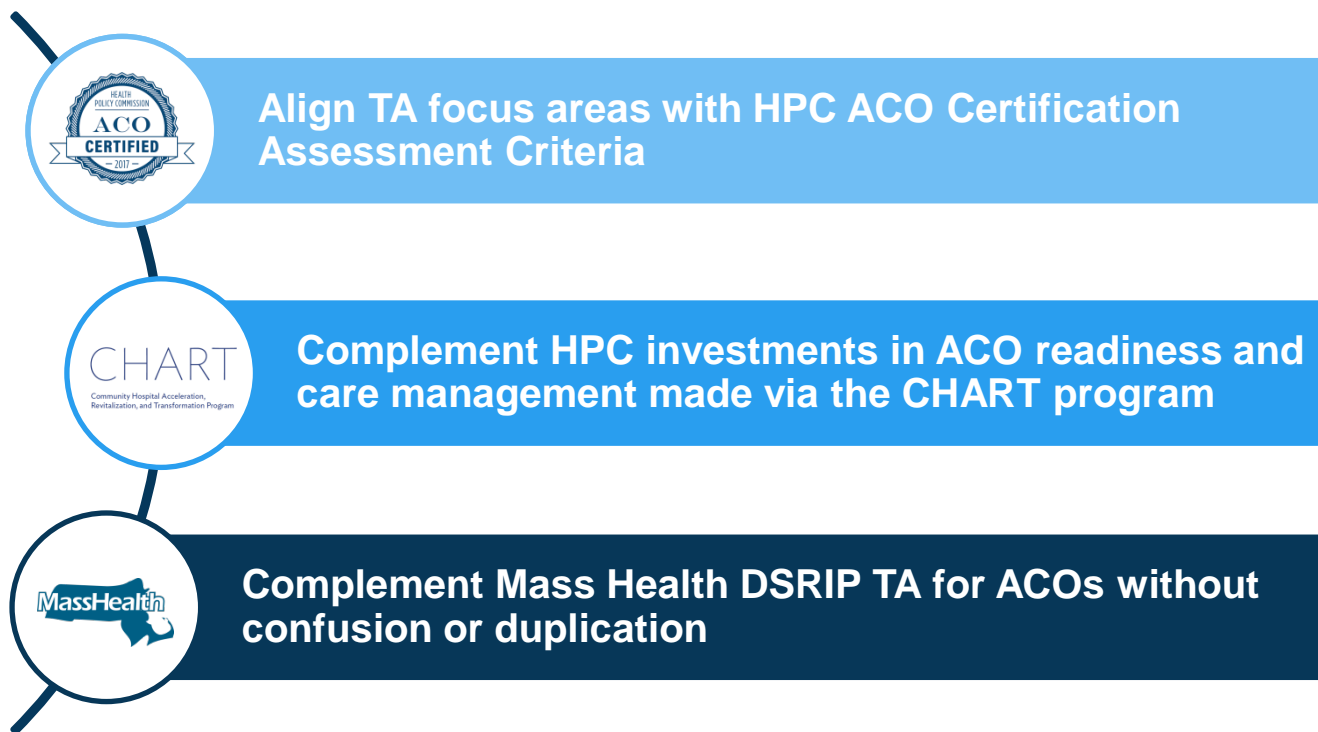 HEALTH
POLICY COMMISSION
ACO
CERTIFIED
– 2017 –
Align TA focus areas with HPC ACO Certification
Assessment Criteria
CHART
Community Hospital Acceleration,
Revitalization, and Transformation Program
Complement HPC investments in ACO readiness and
care management made via the CHART program
MassHealth
Complement Mass Health DSRIP TA for ACOs without
confusion or duplication